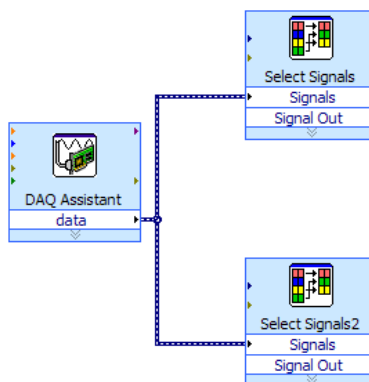 Select Signals
Signals
Signal Out
DAQ Assistant
data
Select Signals2
Signals
Signal Out